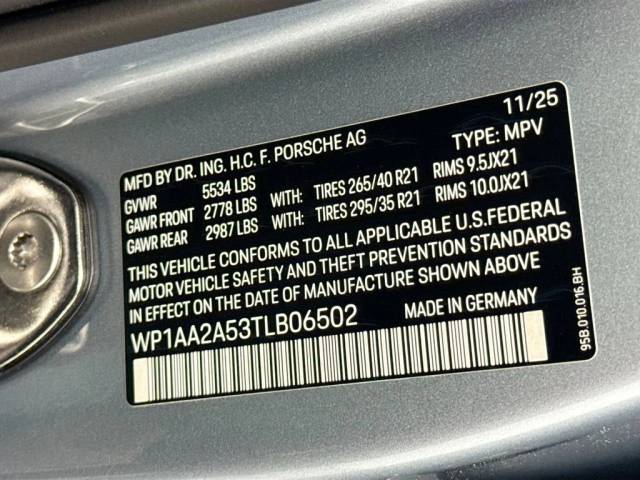 11/25
MFD BY DR. ING. H.C. F. PORSCHE AG TYPE: MPV
GVWR 5534 LBS
GAWR FRONT 2778 LBS WITH: TIRES 265/40 R21 RIMS 9.5JX21
GAWR REAR 2987 LBS WITH: TIRES 295/35 R21 RIMS 10.0JX21
THIS VEHICLE CONFORMS TO ALL APPLICABLE U.S.FEDERAL
MOTOR VEHICLE SAFETY AND THEFT PREVENTION STANDARDS
IN EFFECT ON THE DATE OF MANUFACTURE SHOWN ABOVE
WP1AA2A53TLB06502 MADE IN GERMANY
95B.010.016.BH